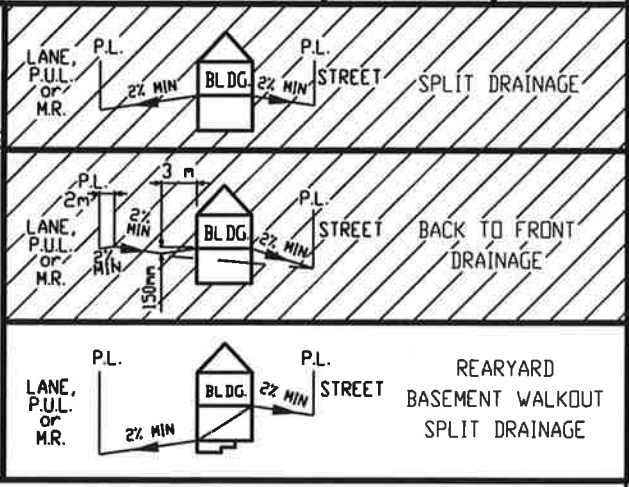 P.L.
P.L.
LANE,
P.U.L.
or
M.R.
2% MIN
BLDG.
2% MIN
STREET
SPLIT DRAINAGE
3 m
P.L.
2m
P.L.
LANE,
P.U.L.
or
M.R.
2%
MIN
2%
MIN
150mm
BLDG.
2% MIN
STREET
BACK TO FRONT
DRAINAGE
P.L.
P.L.
LANE,
P.U.L.
or
M.R.
2% MIN
BLDG.
2% MIN
STREET
REARYARD
BASEMENT WALKOUT
SPLIT DRAINAGE